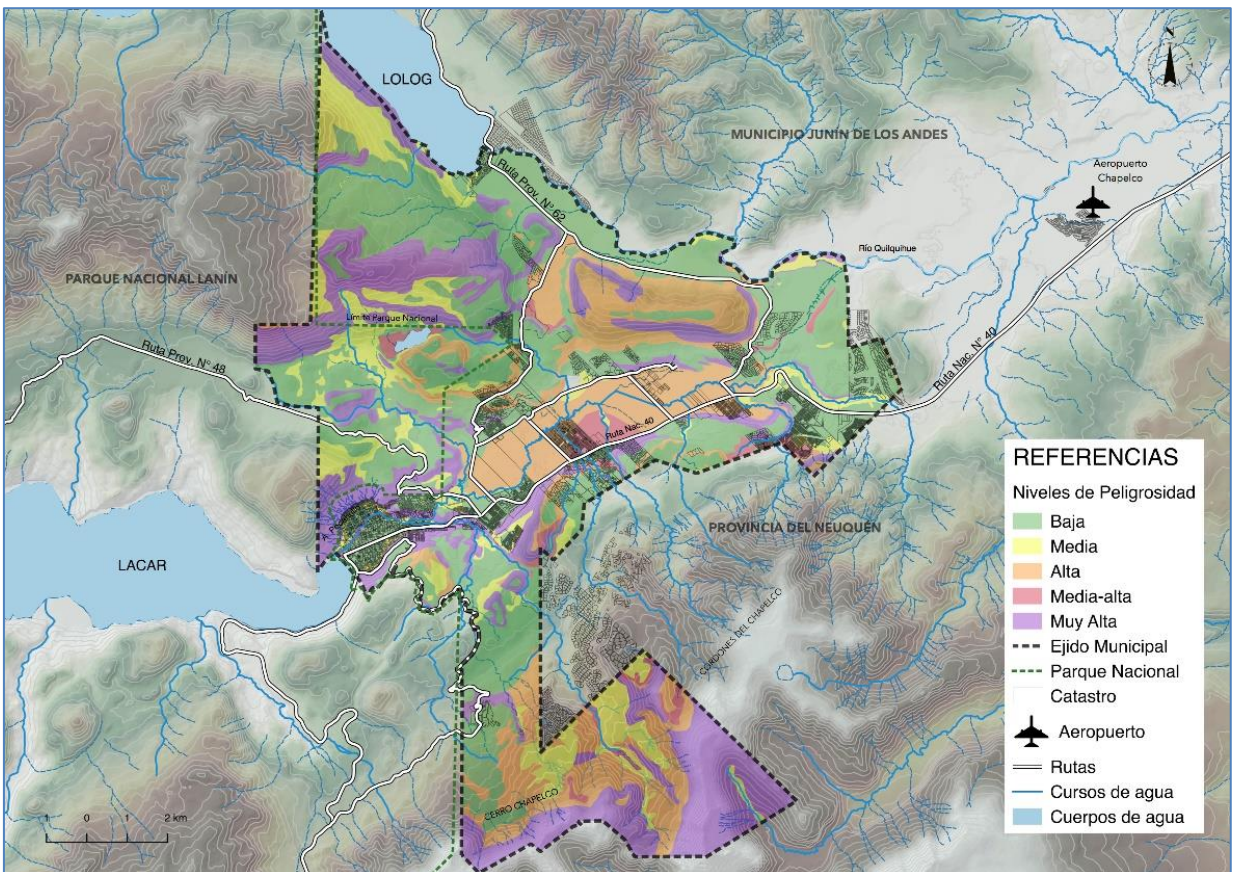 LOLOG
N
MUNICIPIO JUNÍN DE LOS ANDES
Aeropuerto
Chapelco
Ruta Prov. N° 62
Río Quilquihue
PARQUE NACIONAL LANÍN
Límite Parque Nacional
Ruta Prov. N° 48
Ruta Nac. N° 40
Ruta Nac. 40
PROVINCIA DEL NEUQUÉN
LACAR
CORDONES DEL CHAPELCO
CERRO CHAPELCO
1 0 1 2 km
REFERENCIAS
Niveles de Peligrosidad
Baja
Media
Alta
Media-alta
Muy Alta
Ejido Municipal
Parque Nacional
Catastro
Aeropuerto
Rutas
Cursos de agua
Cuerpos de agua